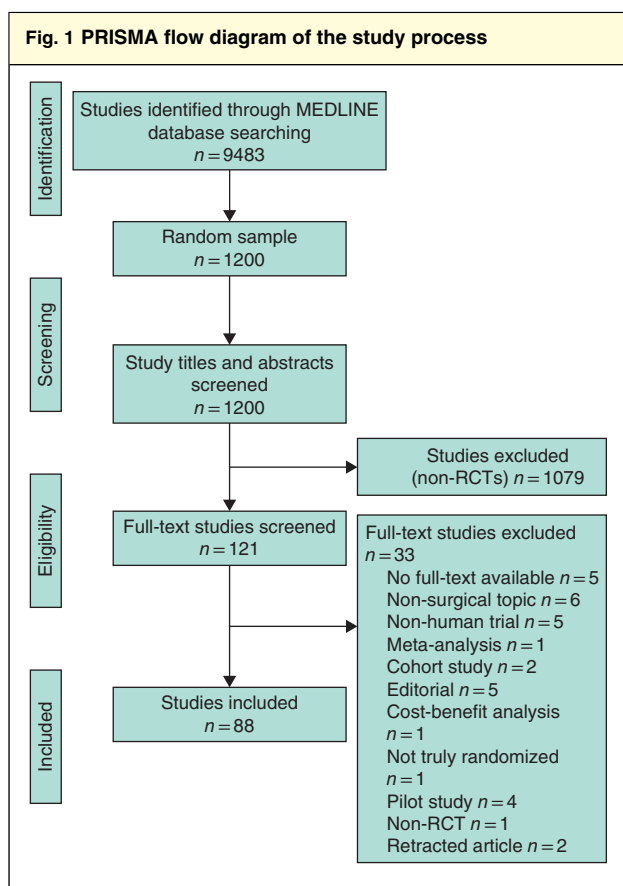 Fig. 1 PRISMA flow diagram of the study process
Identification
Studies identified through MEDLINE
database searching
n = 9483
Random sample
n = 1200
Screening
Study titles and abstracts
screened
n = 1200
Studies excluded
(non-RCTs) n = 1079
Eligibility
Full-text studies screened
n = 121
Full-text studies excluded
n = 33
No full-text available n = 5
Non-surgical topic n = 6
Non-human trial n = 5
Meta-analysis n = 1
Cohort study n = 2
Editorial n = 5
Cost-benefit analysis
n = 1
Not truly randomized
n = 1
Pilot study n = 4
Non-RCT n = 1
Retracted article n = 2
Included
Studies included
n = 88